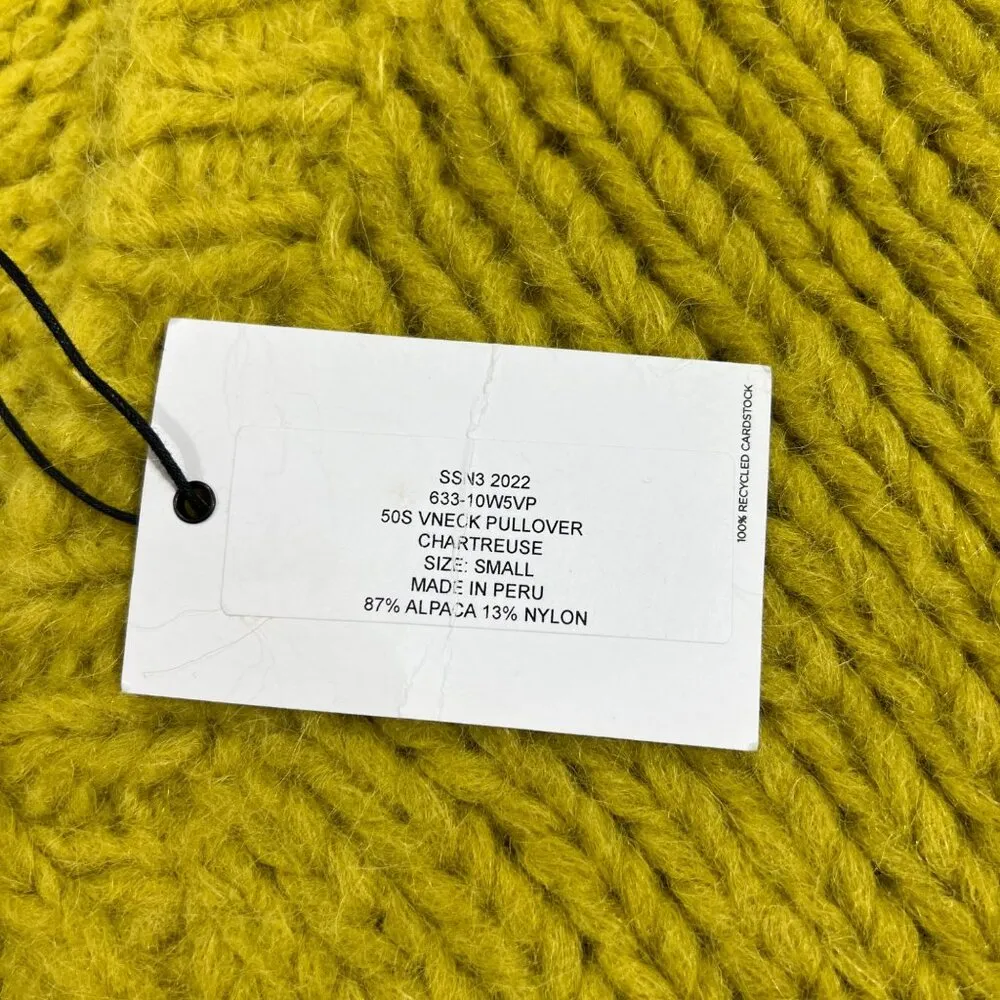 SSN3 2022
633-10W5VP
50S VNECK PULLOVER
CHARTREUSE
SIZE: SMALL
MADE IN PERU
87% ALPACA 13% NYLON
100% RECYCLED CARDSTOCK